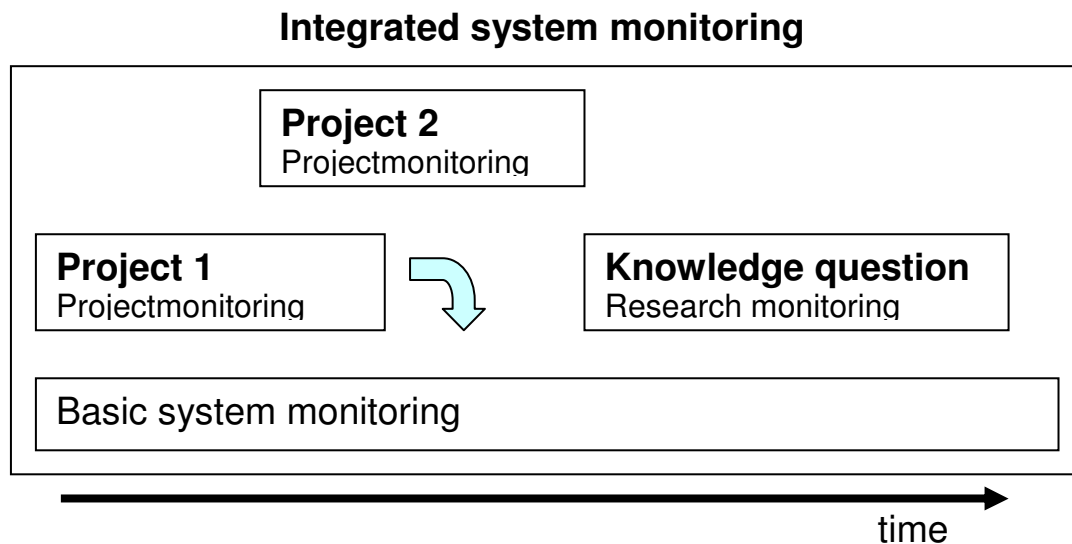 Integrated system monitoring
Project 2
Projectmonitoring
Project 1
Projectmonitoring
Knowledge question
Research monitoring
Basic system monitoring
time